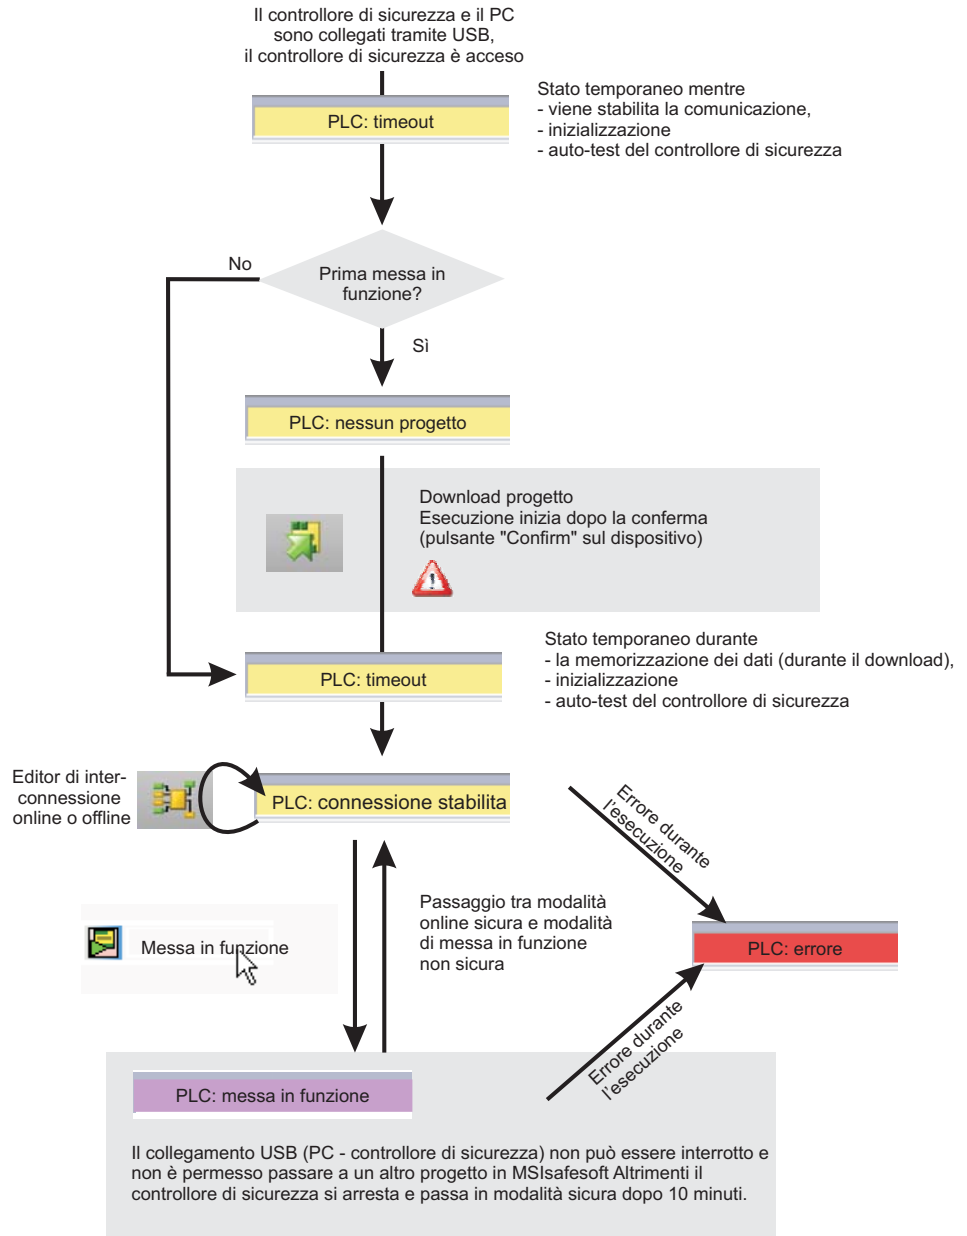 Il controllore di sicurezza e il PC
sono collegati tramite USB,
il controllore di sicurezza è acceso
PLC: timeout
Stato temporaneo mentre
- viene stabilita la comunicazione,
- inizializzazione
- auto-test del controllore di sicurezza
No
Prima messa in
funzione?
Sì
PLC: nessun progetto
Download progetto
Esecuzione inizia dopo la conferma
(pulsante "Confirm" sul dispositivo)
Stato temporaneo durante
- la memorizzazione dei dati (durante il download),
- inizializzazione
- auto-test del controllore di sicurezza
PLC: timeout
Editor di inter-
connessione
online o offline
PLC: connessione stabilita
Errore durante
l'esecuzione
Passaggio tra modalità
online sicura e modalità
di messa in funzione
non sicura
Messa in funzione
PLC: errore
Errore durante
l'esecuzione
PLC: messa in funzione
Il collegamento USB (PC - controllore di sicurezza) non può essere interrotto e
non è permesso passare a un altro progetto in MSIsafesoft Altrimenti il
controllore di sicurezza si arresta e passa in modalità sicura dopo 10 minuti.